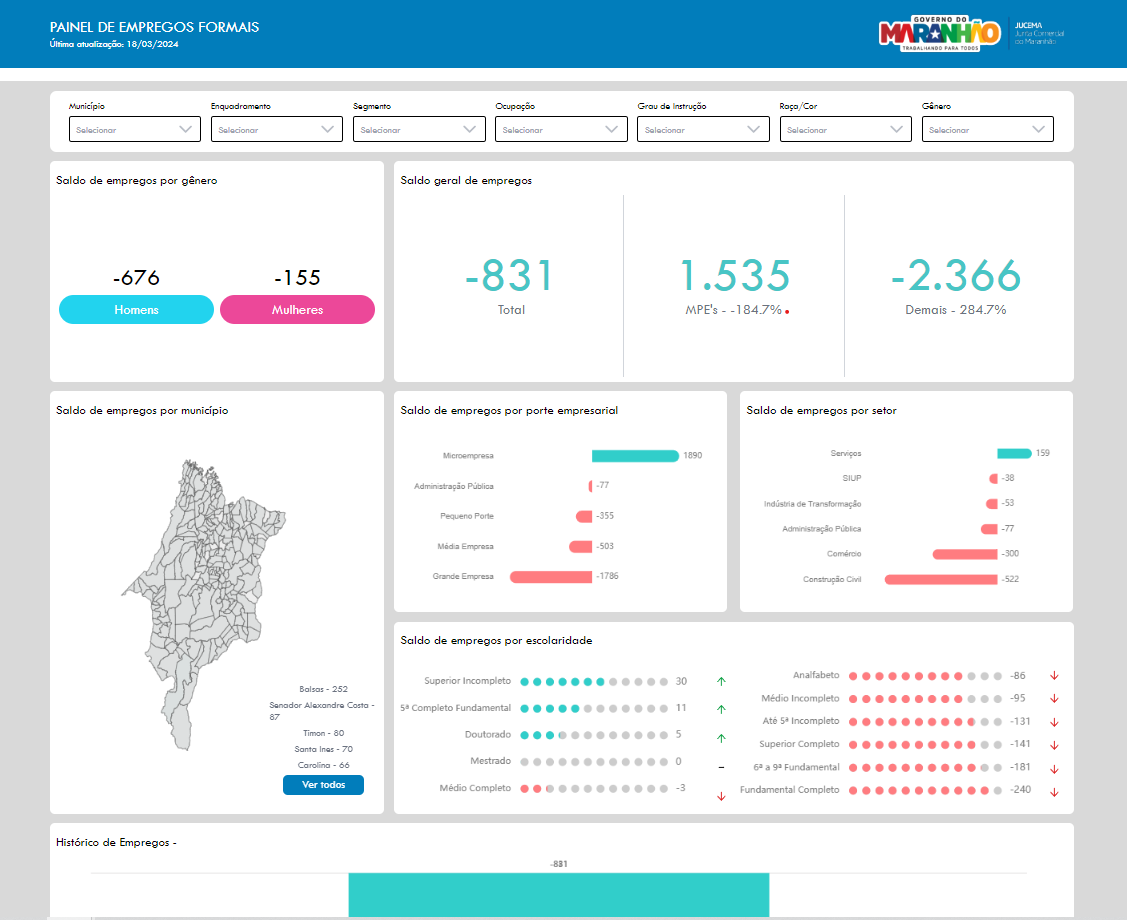 PAINEL DE EMPREGOS FORMAIS
Última atualização: 18/03/2024
GOVERNO DO
MARANHÃO
TRABALHANDO PARA TODOS
JUCEMA
Junta Comercial
do Maranhão
Município
Enquadramento
Segmento
Ocupação
Grau de Instrução
Raça/Cor
Gênero
Selecionar
Selecionar
Selecionar
Selecionar
Selecionar
Selecionar
Selecionar
Saldo de empregos por gênero
-676
-155
Homens
Mulheres
Saldo geral de empregos
-831
Total
1.535
MPE's - -184.7%
-2.366
Demais - 284.7%
Saldo de empregos por município
Balsas - 252
Senador Alexandre Costa -
87
Timon - 80
Santa Ines - 70
Carolina - 66
Ver todos
Saldo de empregos por porte empresarial
Microempresa 1890
Administração Pública -77
Pequeno Porte -355
Média Empresa -503
Grande Empresa -1786
Saldo de empregos por setor
Serviços 159
SIUP -38
Indústria de Transformação -53
Administração Pública -77
Comércio -300
Construção Civil -522
Saldo de empregos por escolaridade
Superior Incompleto 30
5ª Completo Fundamental 11
Doutorado 5
Mestrado 0 –
Médio Completo -3
Analfabeto -86
Médio Incompleto -95
Até 5ª Incompleto -131
Superior Completo -141
6ª a 9ª Fundamental -181
Fundamental Completo -240
Histórico de Empregos -
-831